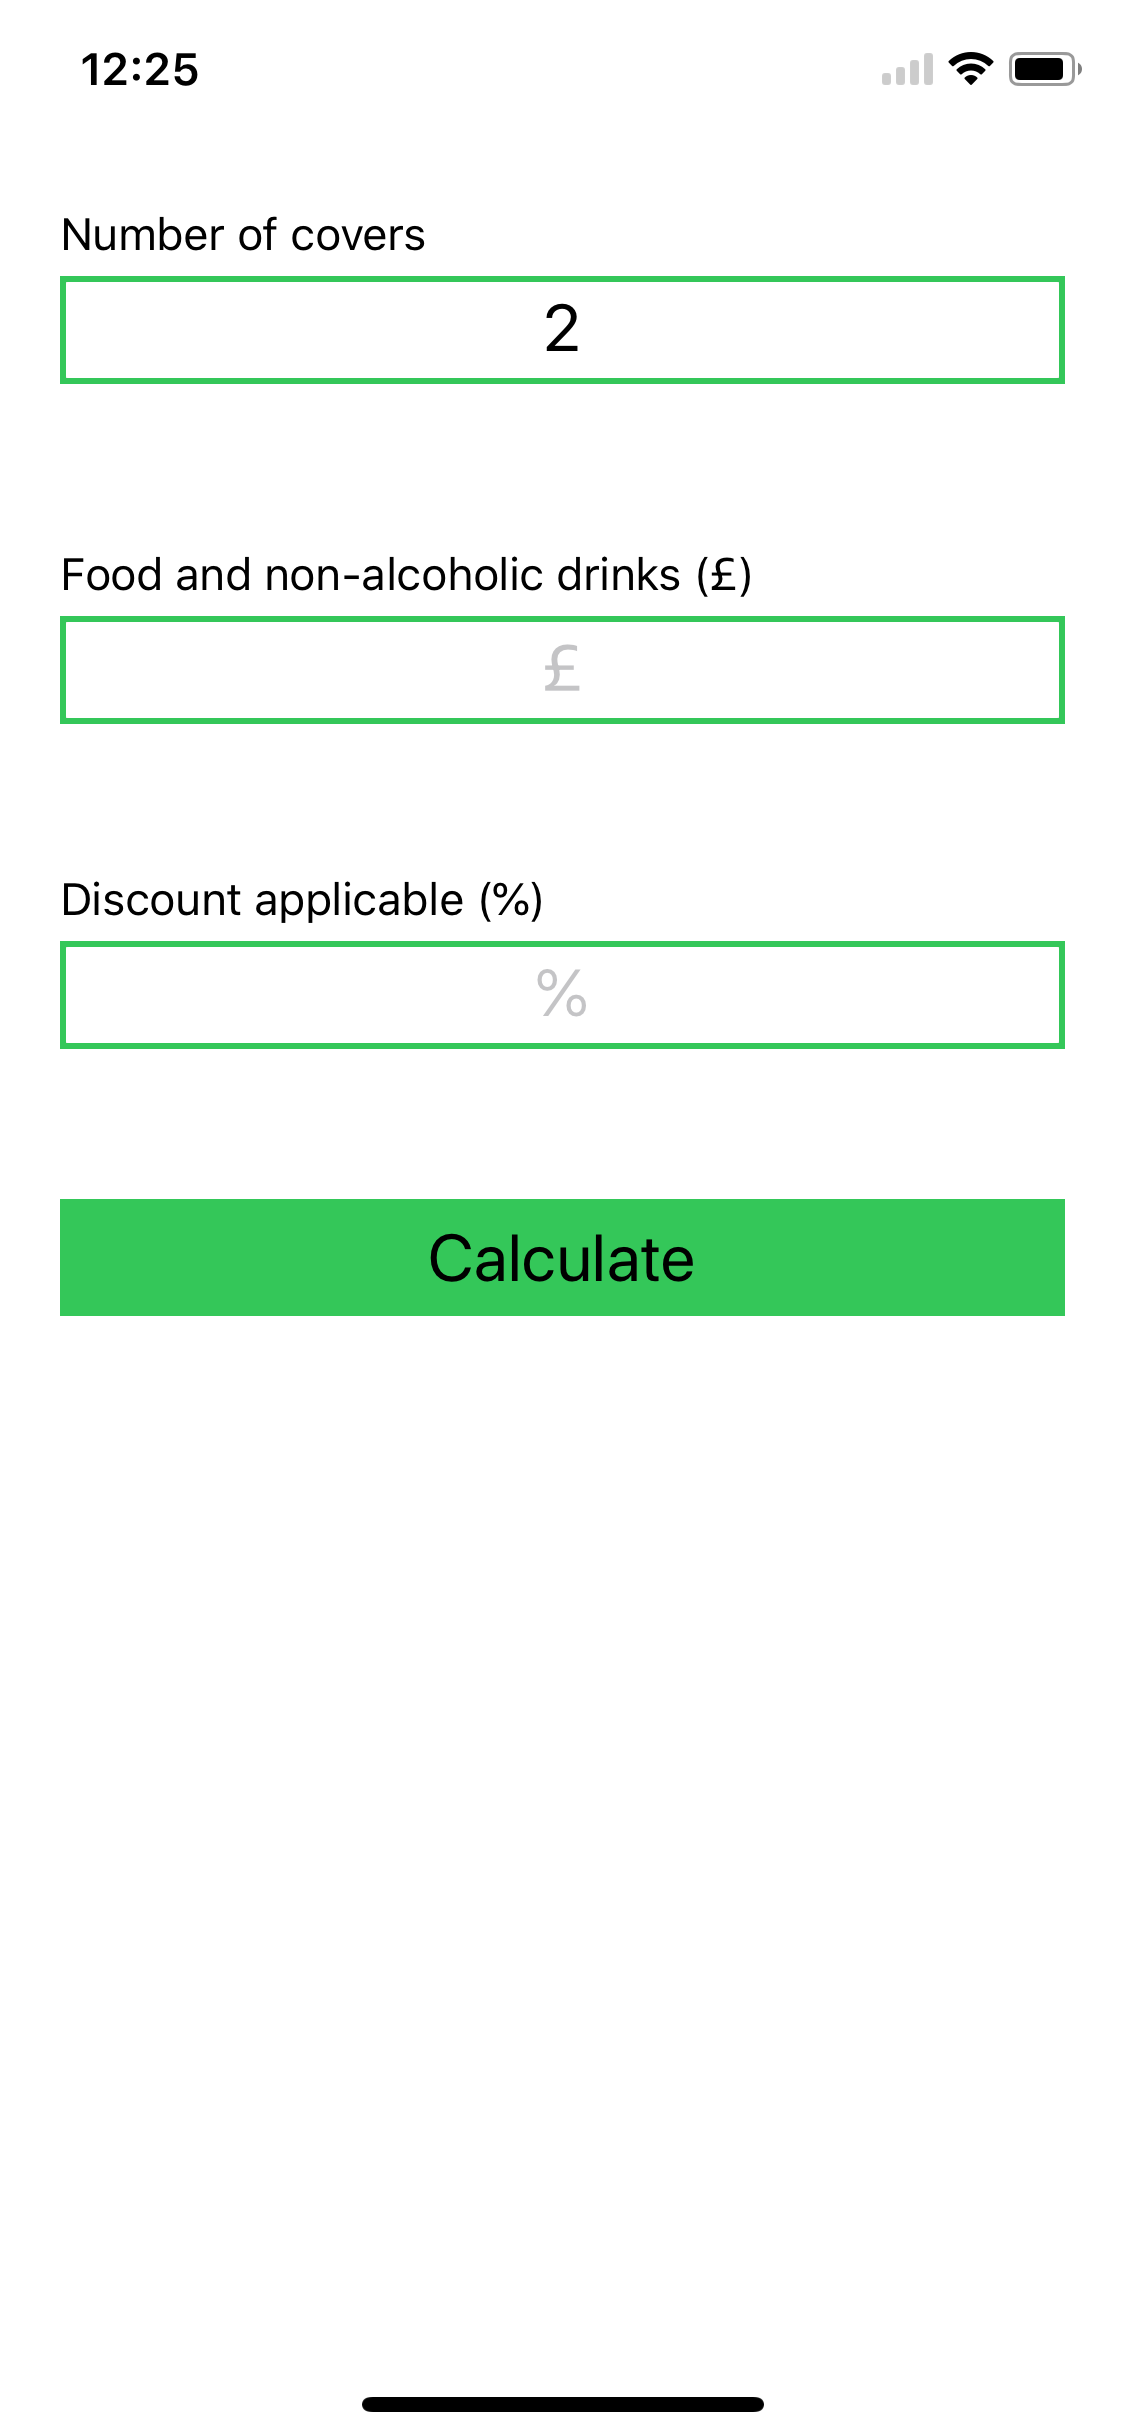 12:25
Number of covers
2
Food and non-alcoholic drinks (£)
£
Discount applicable (%)
%
Calculate